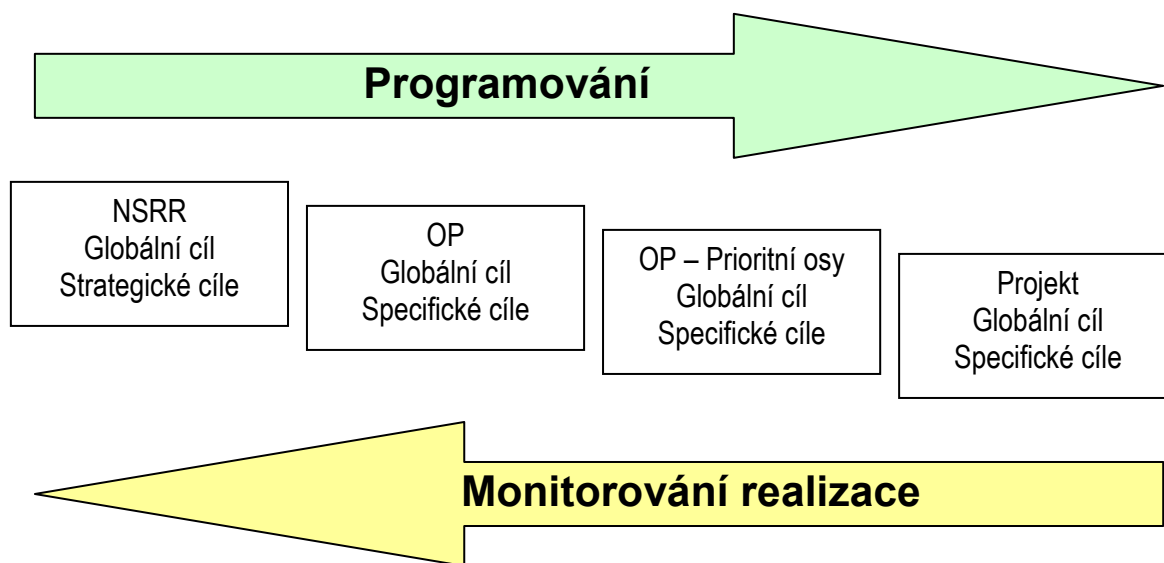 Programování
NSRR
Globální cíl
Strategické cíle
OP
Globální cíl
Specifické cíle
OP – Prioritní osy
Globální cíl
Specifické cíle
Projekt
Globální cíl
Specifické cíle
Monitorování realizace